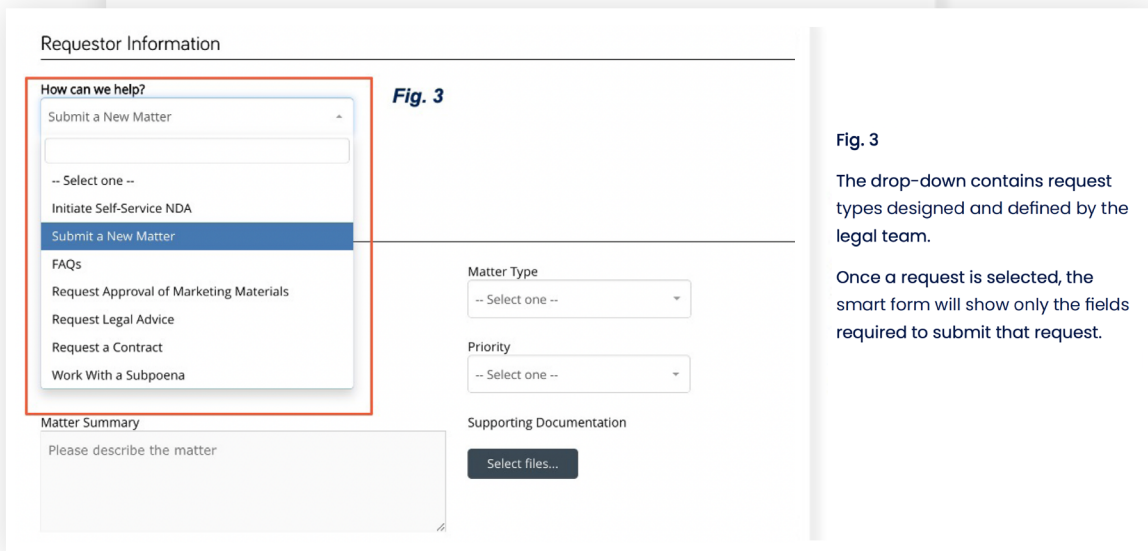 Requestor Information
How can we help?
Fig. 3
Submit a New Matter
-- Select one --
Initiate Self-Service NDA
Submit a New Matter
FAQs
Request Approval of Marketing Materials
Request Legal Advice
Request a Contract
Work With a Subpoena
Matter Type
-- Select one --
Priority
-- Select one --
Matter Summary
Please describe the matter
Supporting Documentation
Select files...
Fig. 3
The drop-down contains request
types designed and defined by the
legal team.
Once a request is selected, the
smart form will show only the fields
required to submit that request.